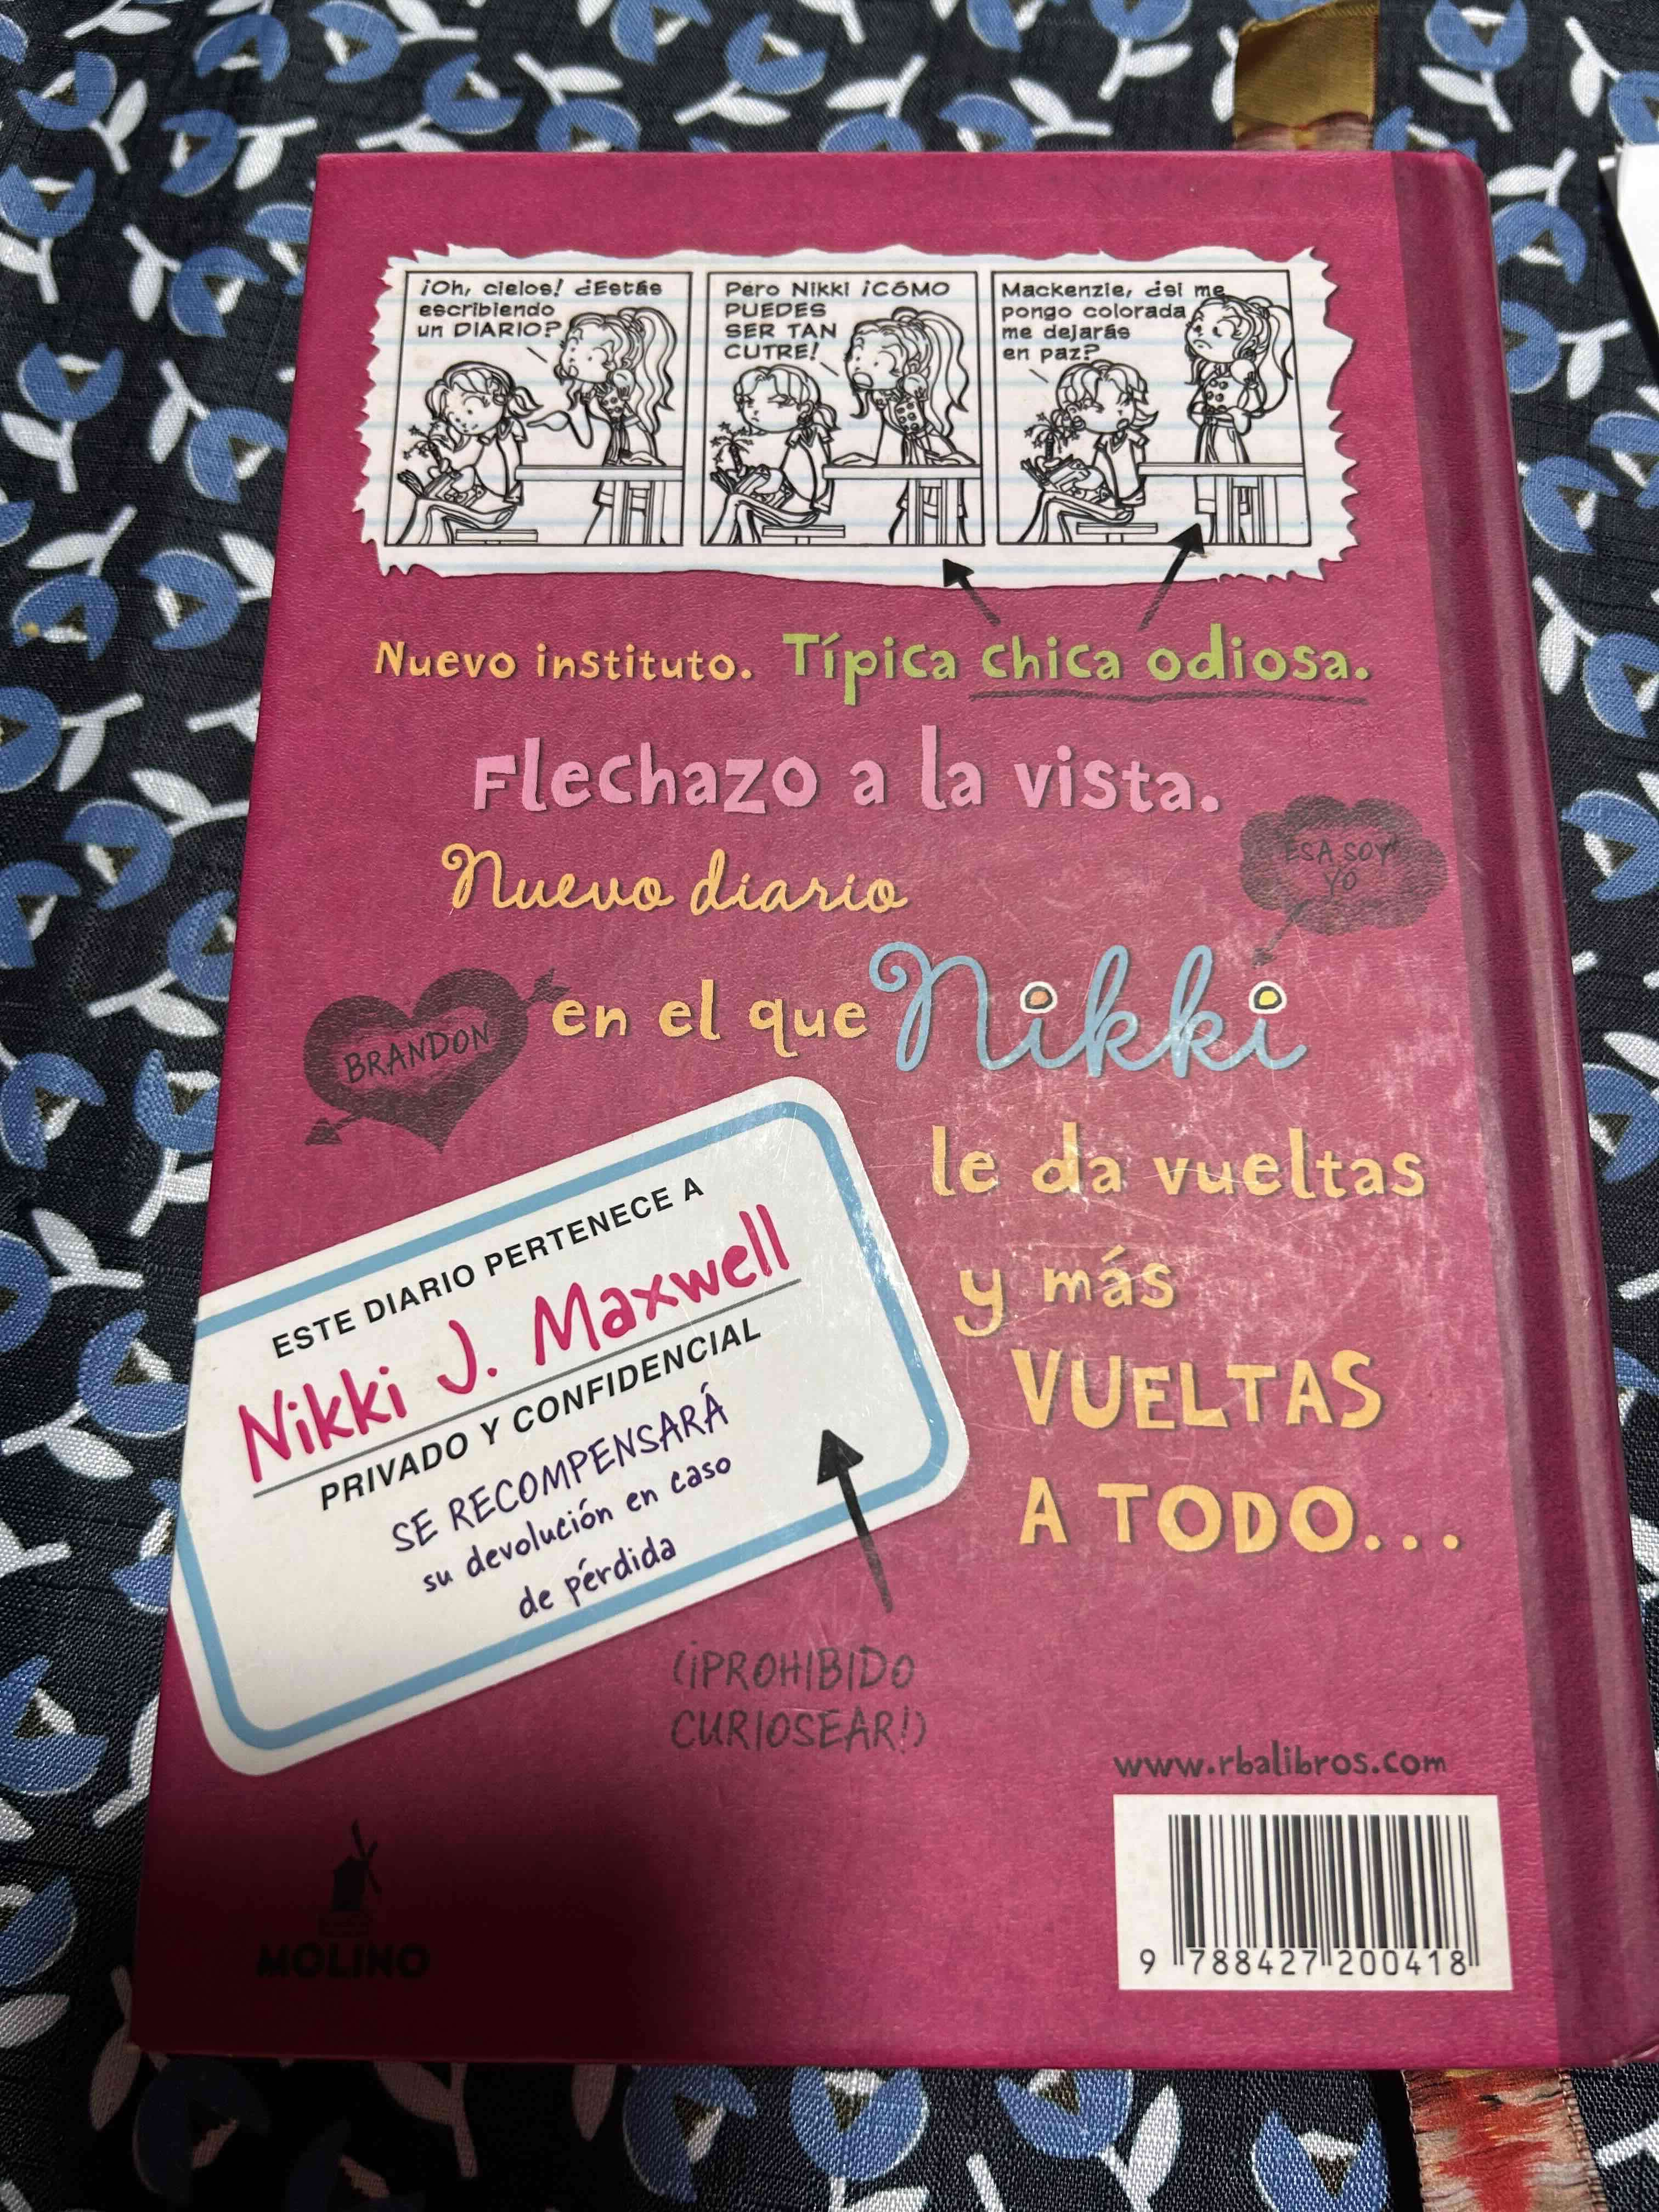 ¡Oh, cielos! ¿Estás
escribiendo
un DIARIO?
Pero Nikki ¡CÓMO
PUEDES
SER TAN
CUTRE!
Mackenzie, ¿si me
pongo colorada
me dejarás
en paz?
Nuevo instituto. Típica chica odiosa.
Flechazo a la vista.
Nuevo diario
ESA SOY
YO
BRANDON
en el que Nikki
le da vueltas
y más
VUELTAS
A TODO...
ESTE DIARIO PERTENECE A
Nikki J. Maxwell
PRIVADO Y CONFIDENCIAL
SE RECOMPENSARÁ
su devolución en caso
de pérdida
(¡PROHIBIDO
CURIOSEAR!)
www.rbalibros.com
MOLINO
9 788427 200418